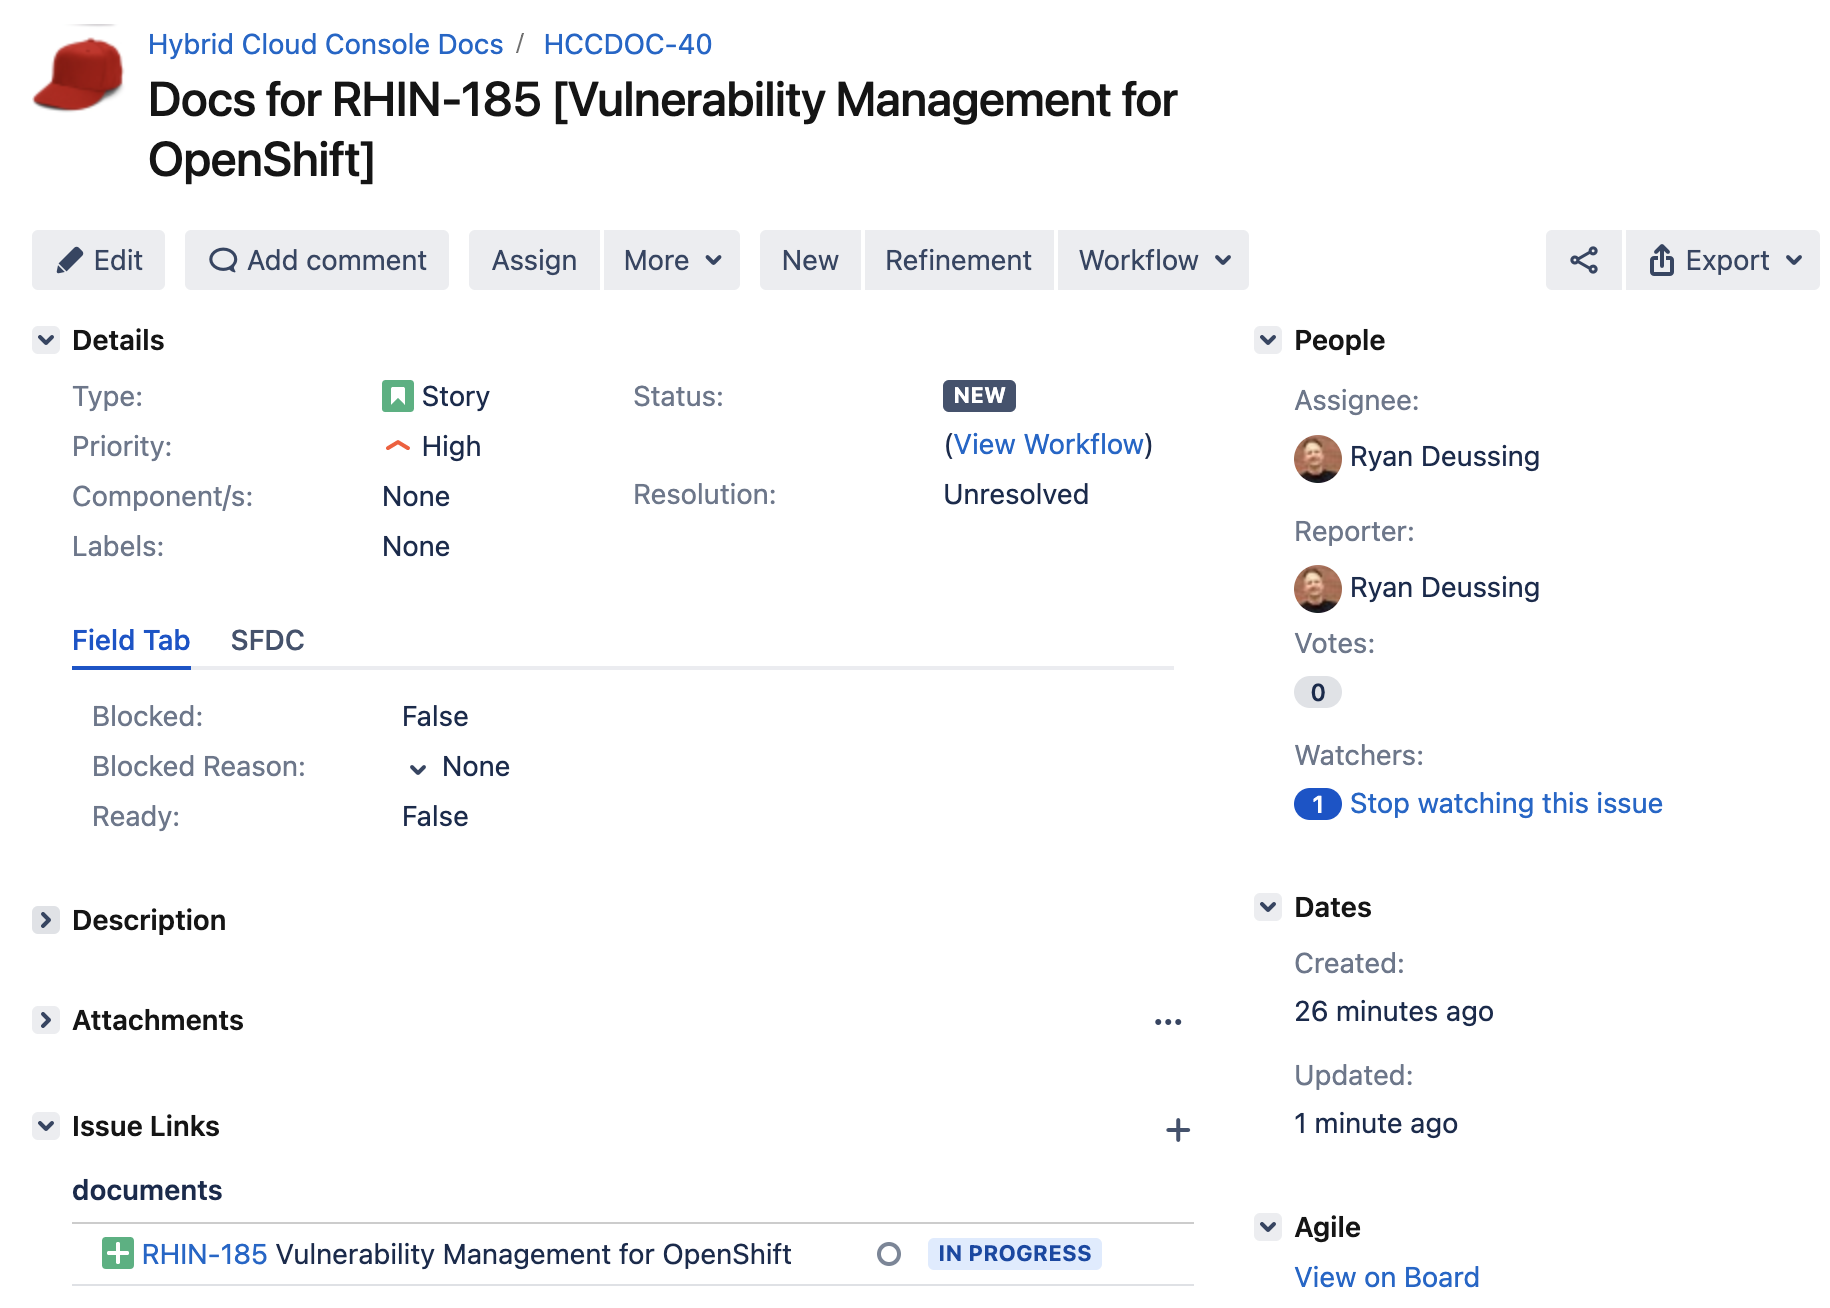 Hybrid Cloud Console Docs / HCCDOC-40
Docs for RHIN-185 [Vulnerability Management for
OpenShift]
Edit Add comment Assign More New Refinement Workflow Export
Details
Type: Story
Priority: High
Component/s: None
Labels: None
Status: NEW
(View Workflow)
Resolution: Unresolved
Field Tab SFDC
Blocked: False
Blocked Reason: None
Ready: False
Description
Attachments
Issue Links
documents
RHIN-185 Vulnerability Management for OpenShift IN PROGRESS
People
Assignee:
Ryan Deussing
Reporter:
Ryan Deussing
Votes:
0
Watchers:
1 Stop watching this issue
Dates
Created:
26 minutes ago
Updated:
1 minute ago
Agile
View on Board